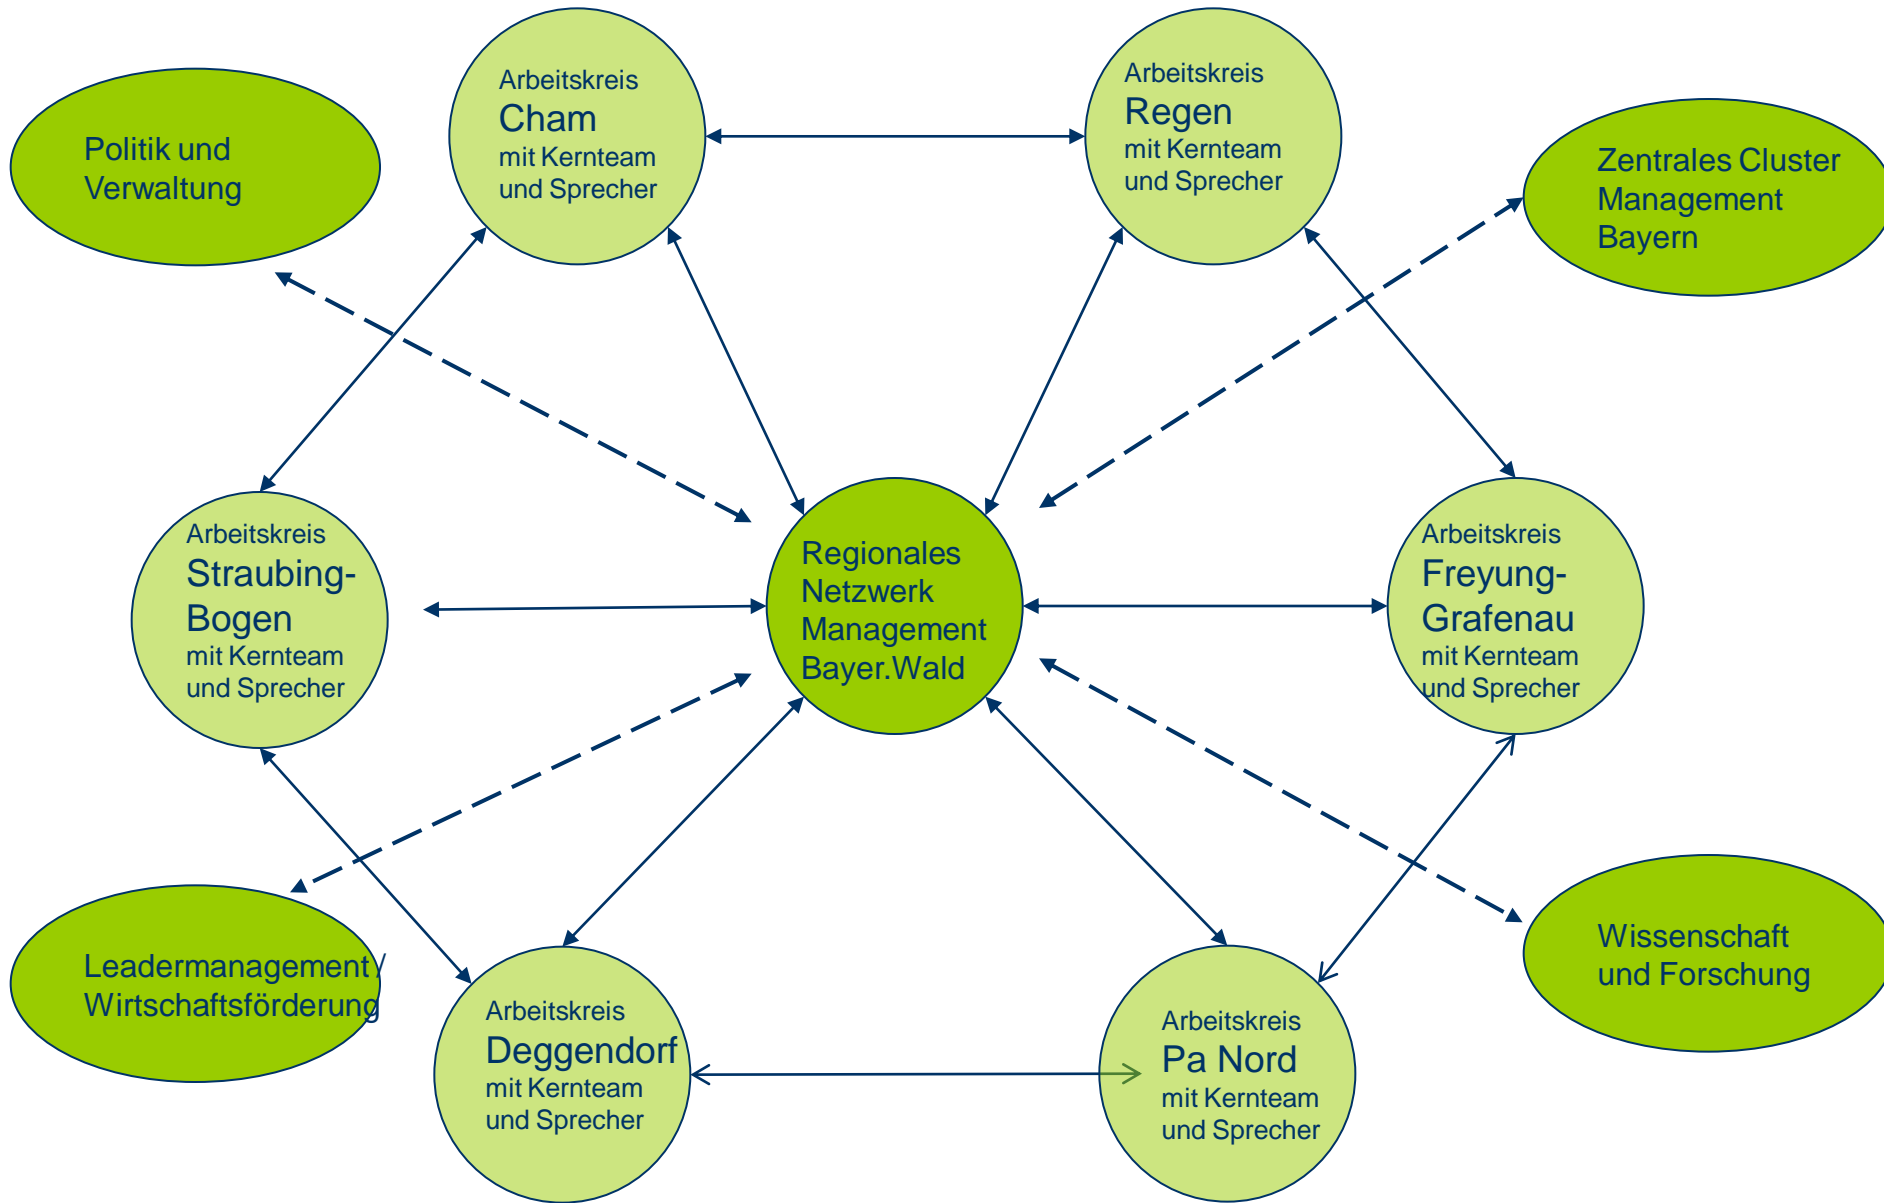 Arbeitskreis
Cham
mit Kernteam
und Sprecher
Arbeitskreis
Regen
mit Kernteam
und Sprecher
Politik und
Verwaltung
Zentrales Cluster
Management
Bayern
Arbeitskreis
Straubing-
Bogen
mit Kernteam
und Sprecher
Regionales
Netzwerk
Management
Bayer.Wald
Arbeitskreis
Freyung-
Grafenau
mit Kernteam
und Sprecher
Leadermanagement /
Wirtschaftsförderung
Wissenschaft
und Forschung
Arbeitskreis
Deggendorf
mit Kernteam
und Sprecher
Arbeitskreis
Pa Nord
mit Kernteam
und Sprecher